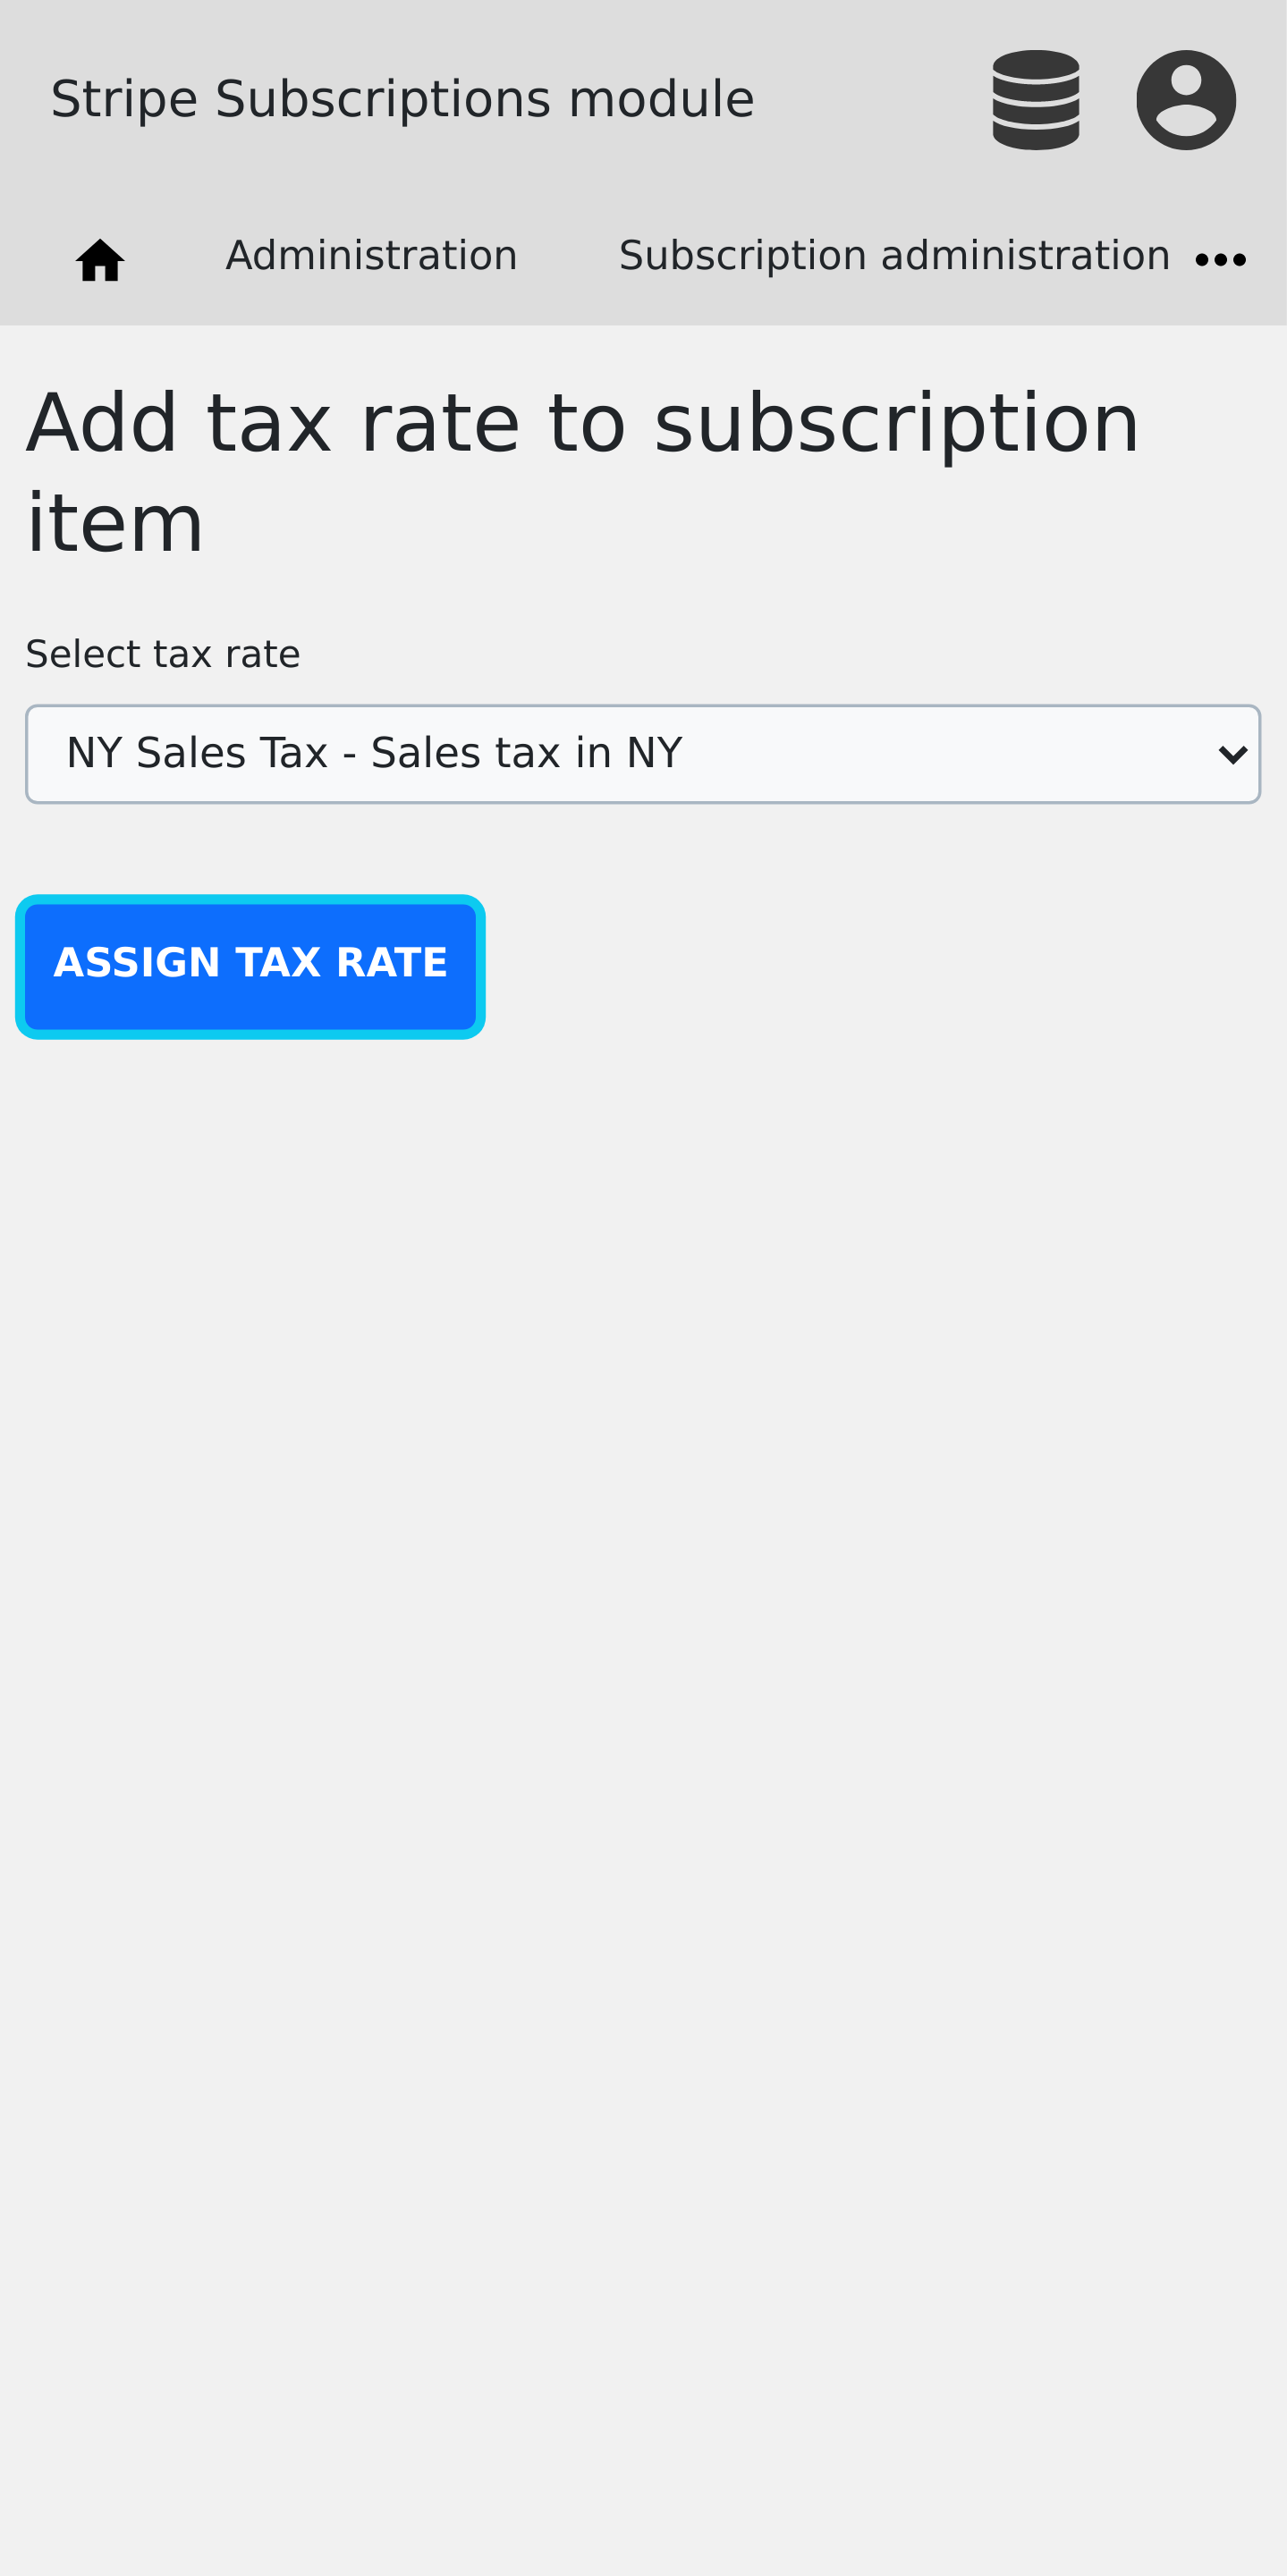 Stripe Subscriptions module
Administration Subscription administration •••
Add tax rate to subscription
item
Select tax rate
NY Sales Tax - Sales tax in NY
ASSIGN TAX RATE